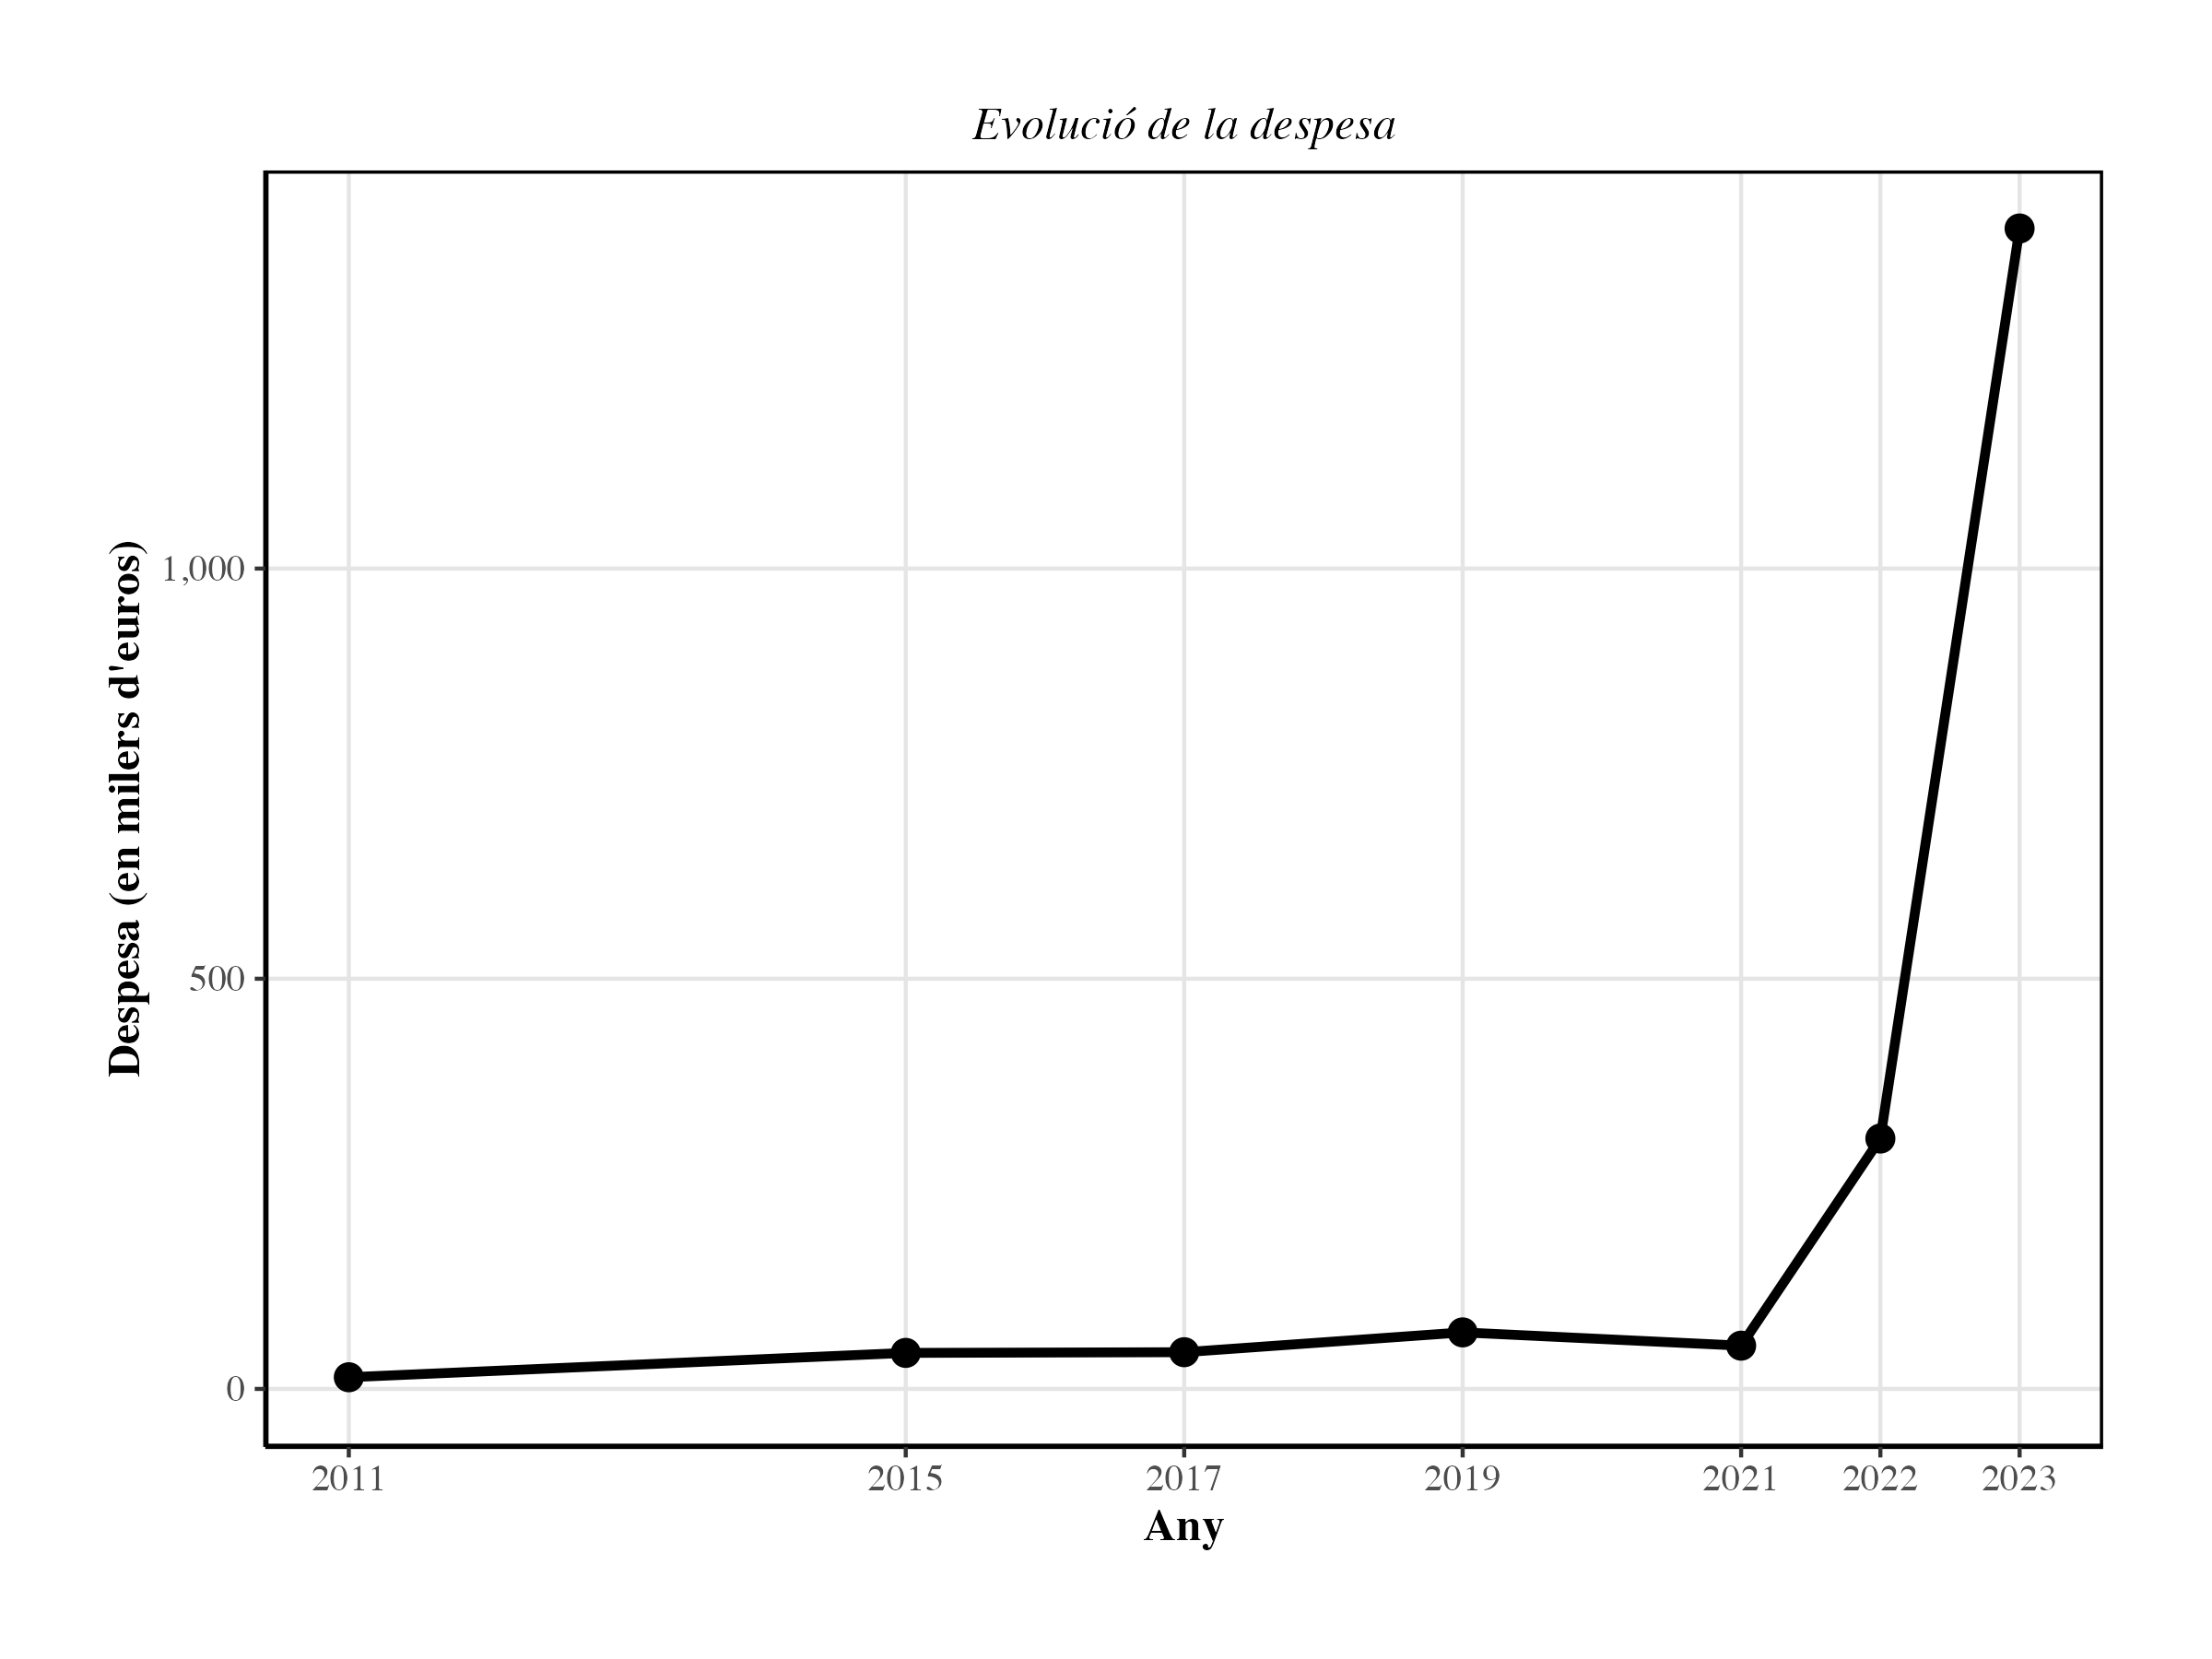 Evolució de la despesa
Despesa (en milers d'euros)
1,000
500
0
2011 2015 2017 2019 2021 2022 2023
Any